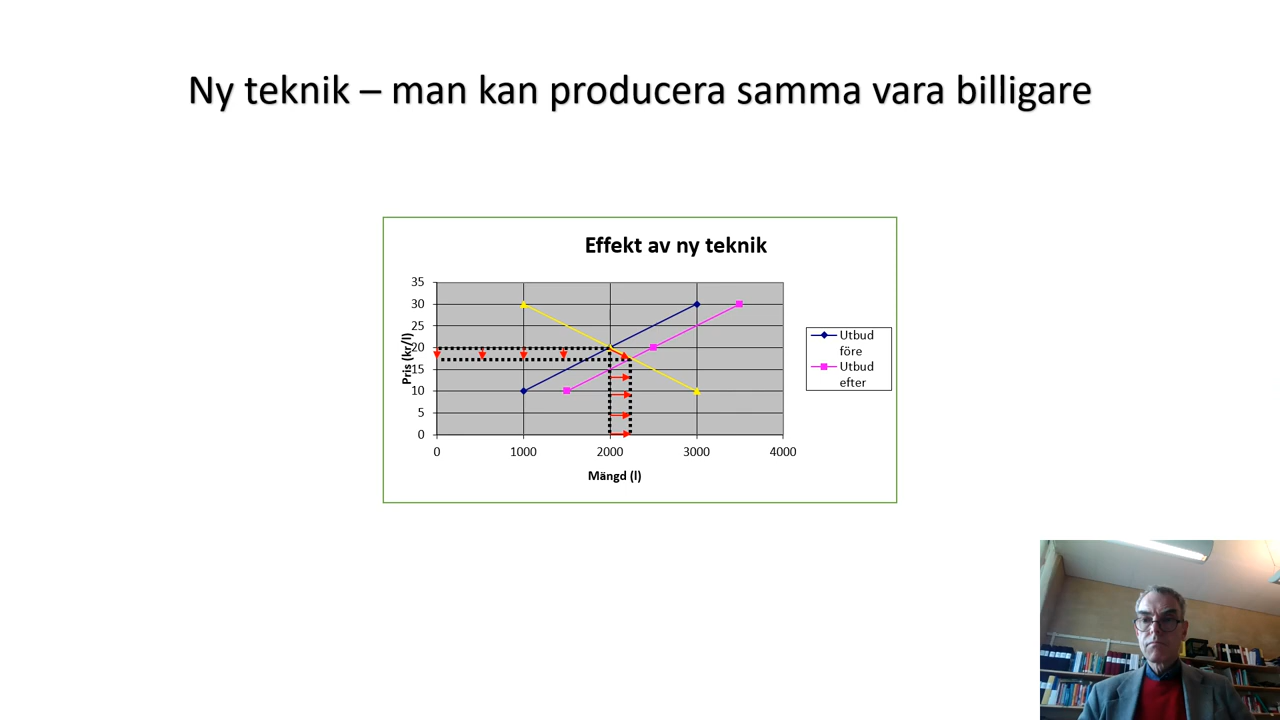 Ny teknik – man kan producera samma vara billigare
Effekt av ny teknik
35
30
25
20
15
10
5
0
Pris (kr/l)
0 1000 2000 3000 4000
Mängd (l)
Utbud
före
Utbud
efter